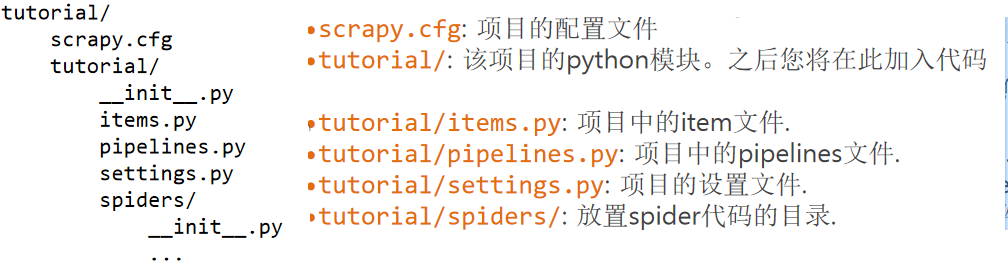 tutorial/
    scrapy.cfg
    tutorial/
        __init__.py
        items.py
        pipelines.py
        settings.py
        spiders/
            __init__.py
            ...
•scrapy.cfg: 项目的配置文件
•tutorial/: 该项目的python模块。之后您将在此加入代码
•tutorial/items.py: 项目中的item文件.
•tutorial/pipelines.py: 项目中的pipelines文件.
•tutorial/settings.py: 项目的设置文件.
•tutorial/spiders/: 放置spider代码的目录.